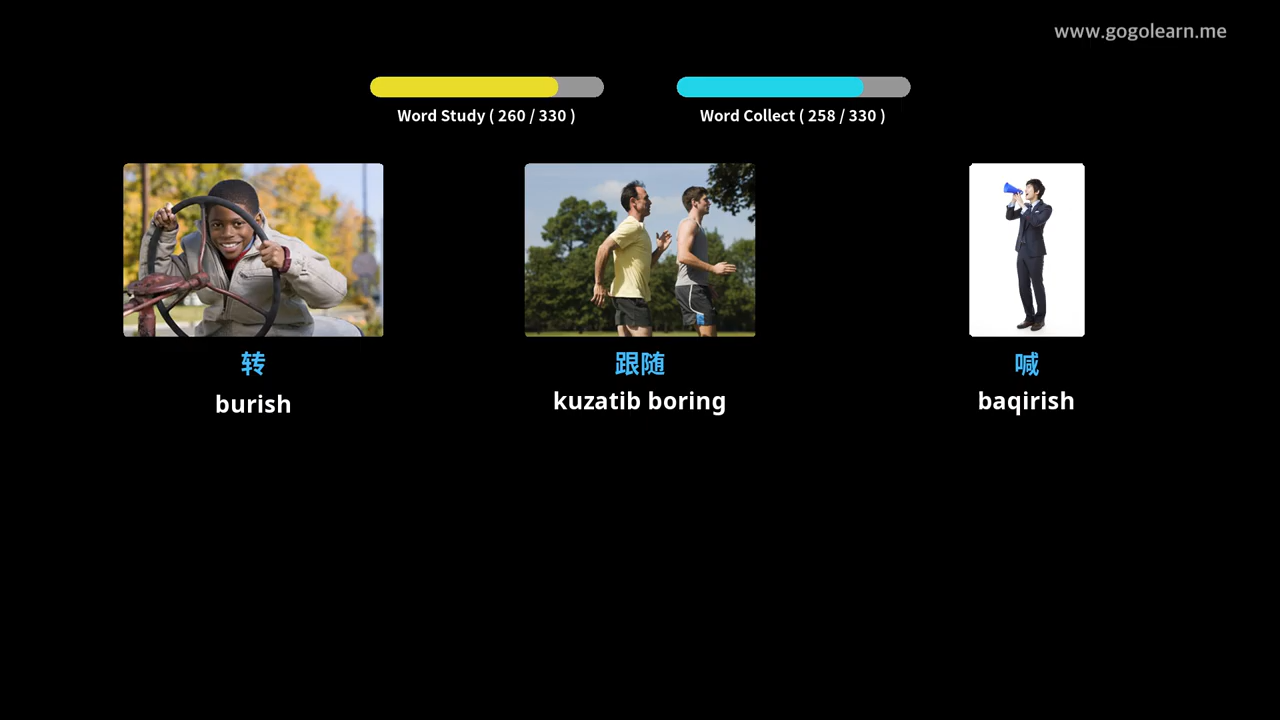 www.gogolearn.me
Word Study ( 260 / 330 )
Word Collect ( 258 / 330 )
转
跟随
喊
burish
kuzatib boring
baqirish